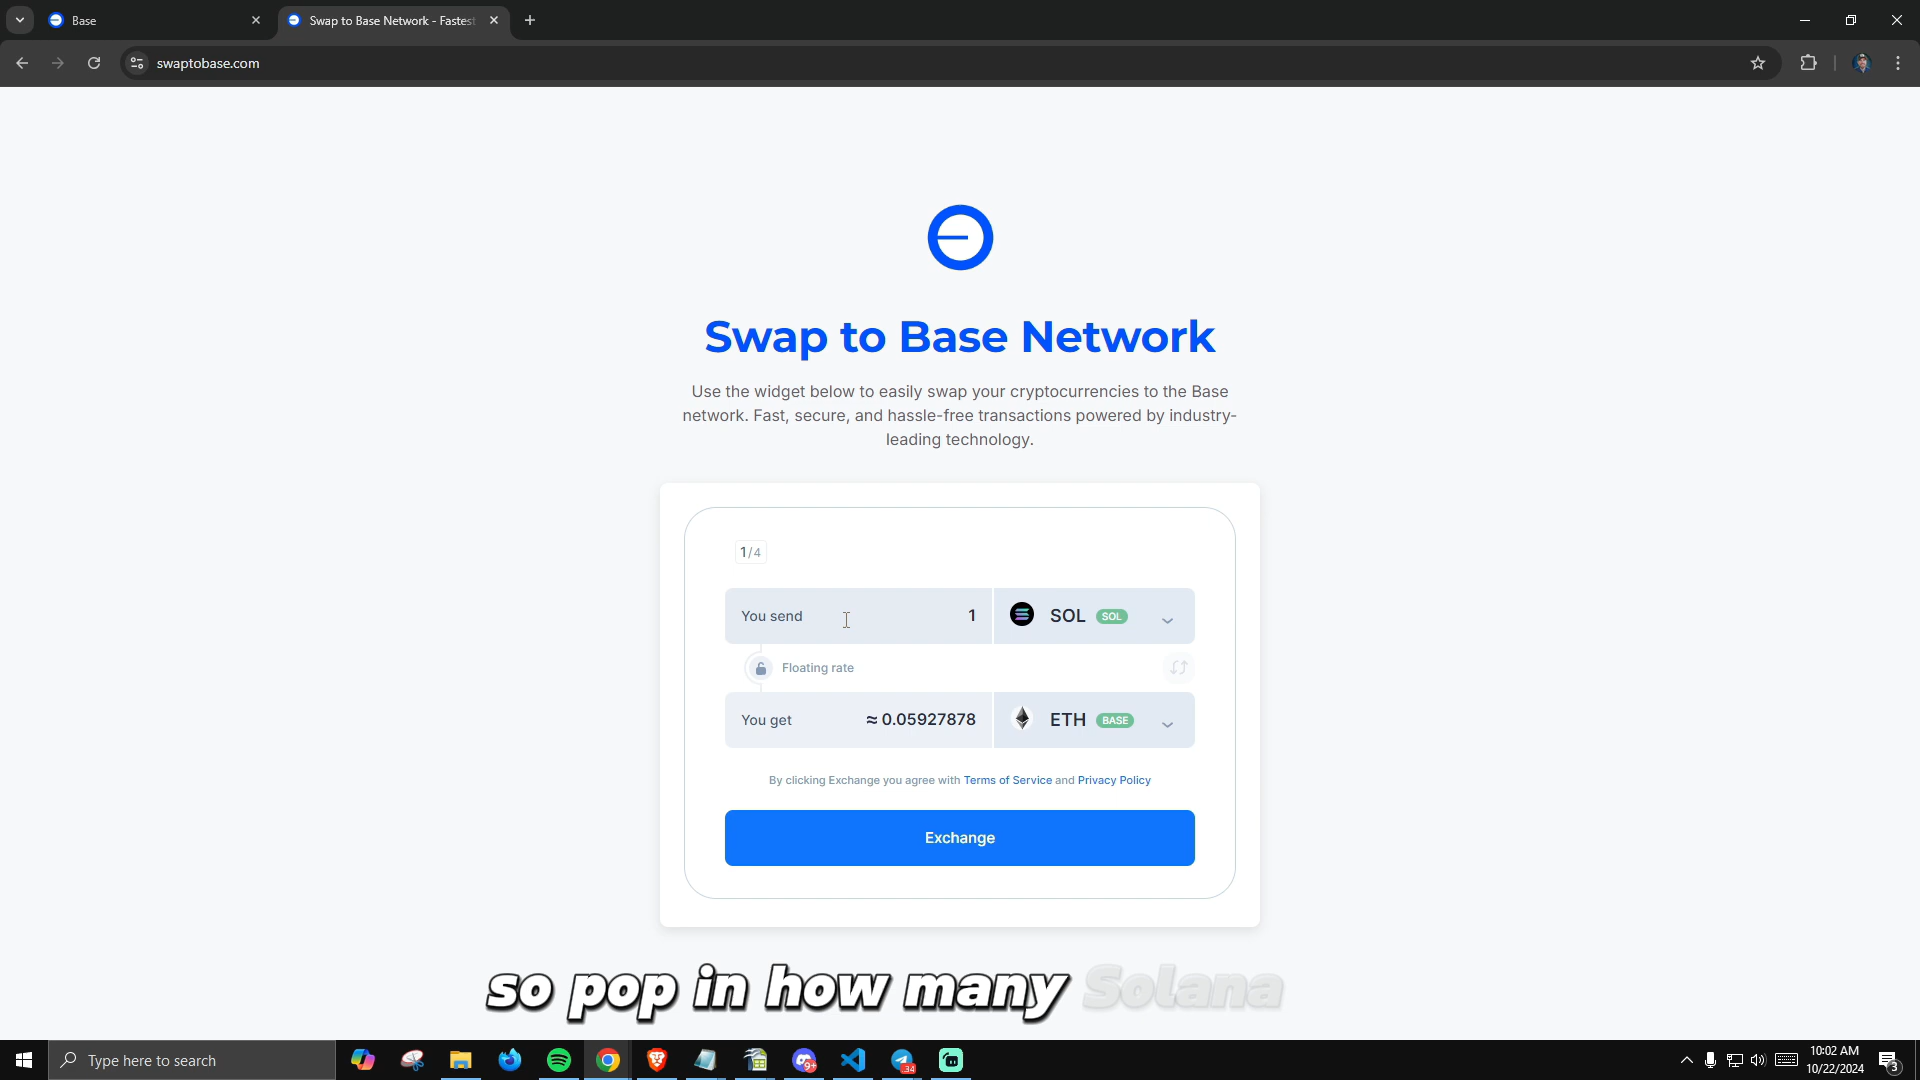 Base
Swap to Base Network - Fastest
swaptobase.com
Swap to Base Network
Use the widget below to easily swap your cryptocurrencies to the Base
network. Fast, secure, and hassle-free transactions powered by industry-
leading technology.
1/4
You send 1 SOL SOL
Floating rate
You get ≈ 0.05927878 ETH BASE
By clicking Exchange you agree with Terms of Service and Privacy Policy
Exchange
so pop in how many Solana
Type here to search
9+
34
10:02 AM
10/22/2024
3